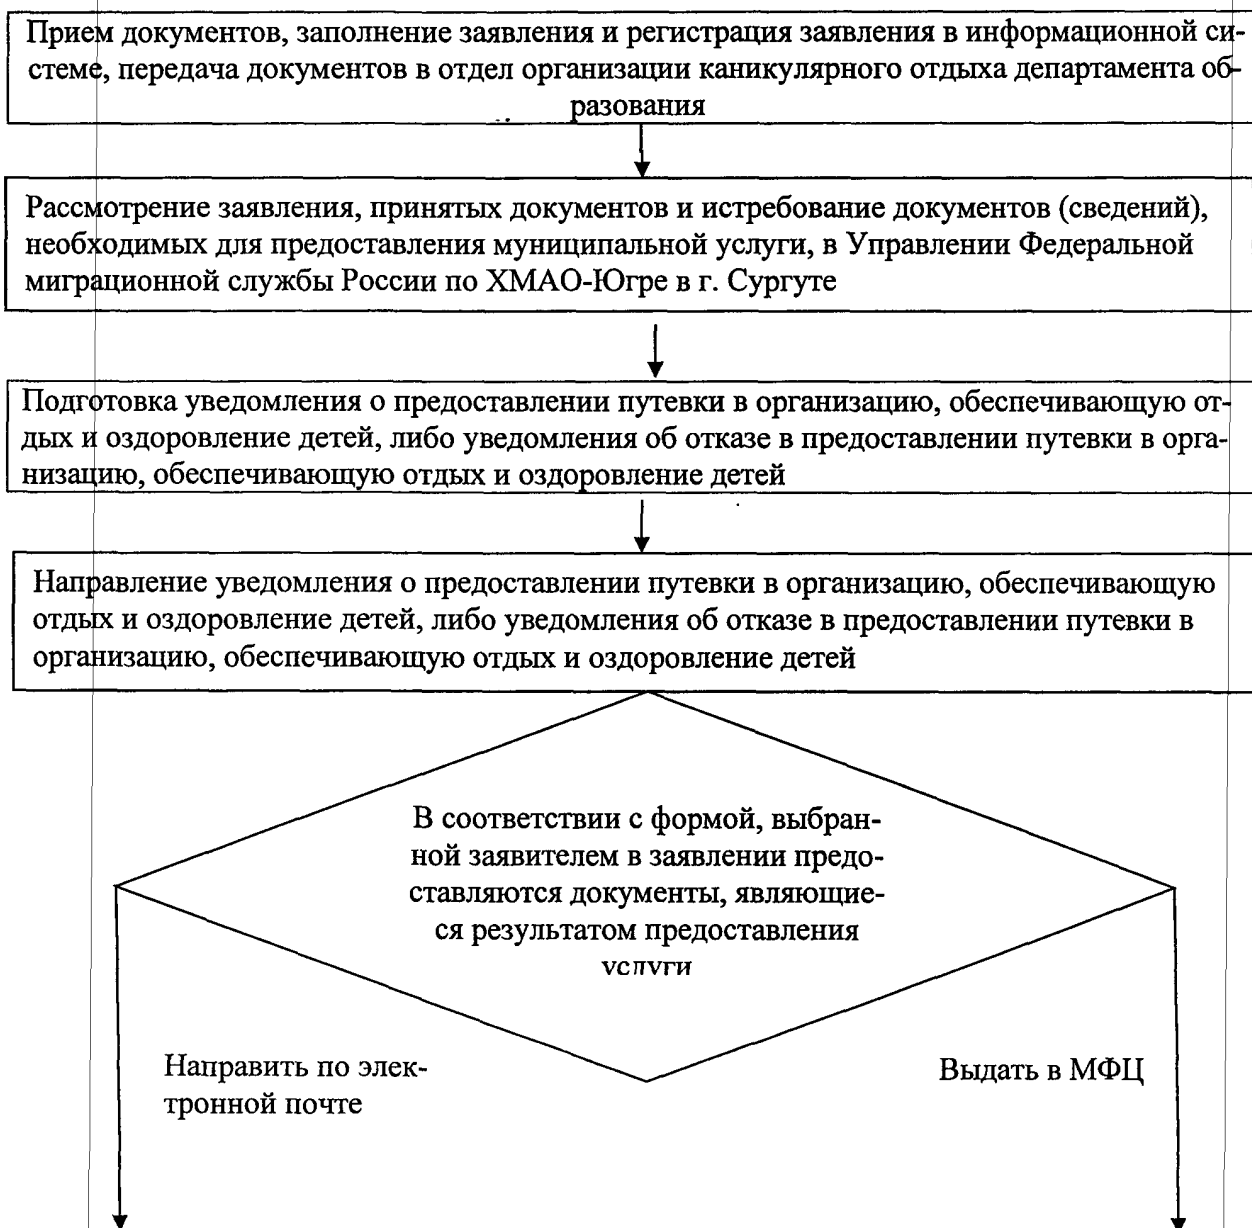 Прием документов, заполнение заявления и регистрация заявления в информационной си-
стеме, передача документов в отдел организации каникулярного отдыха департамента об-
разования
Рассмотрение заявления, принятых документов и истребование документов (сведений),
необходимых для предоставления муниципальной услуги, в Управлении Федеральной
миграционной службы России по ХМАО-Югре в г. Сургуте
Подготовка уведомления о предоставлении путевки в организацию, обеспечивающую от-
дых и оздоровление детей, либо уведомления об отказе в предоставлении путевки в орга-
низацию, обеспечивающую отдых и оздоровление детей
Направление уведомления о предоставлении путевки в организацию, обеспечивающую
отдых и оздоровление детей, либо уведомления об отказе в предоставлении путевки в
организацию, обеспечивающую отдых и оздоровление детей
В соответствии с формой, выбран-
ной заявителем в заявлении предо-
ставляются документы, являющие-
ся результатом предоставления
услуги
Направить по элек-
тронной почте
Выдать в МФЦ